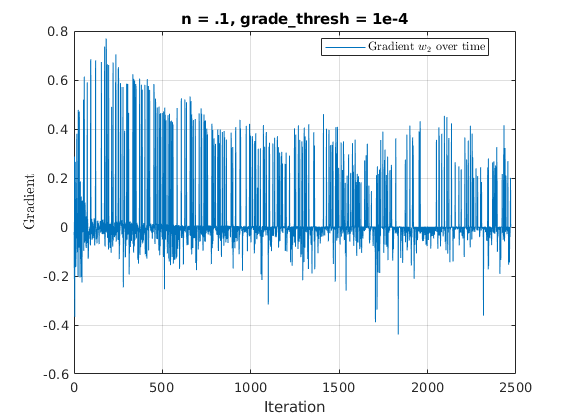 n = .1, grade_thresh = 1e-4
Gradient w₂ over time
0.8
0.6
0.4
0.2
0
-0.2
-0.4
-0.6
Gradient
0 500 1000 1500 2000 2500
Iteration